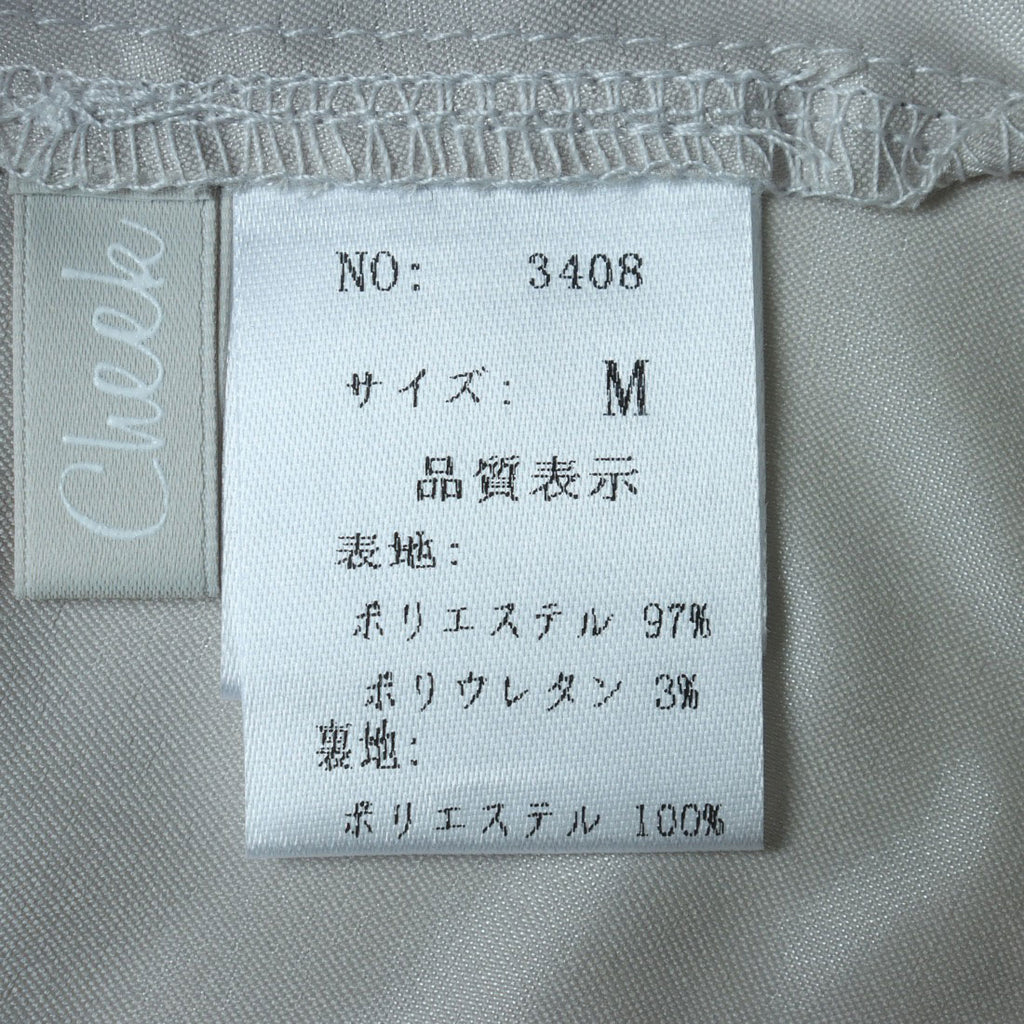 Cheek
NO: 3408
サイズ: M
品質表示
表地:
ポリエステル 97%
ポリウレタン 3%
裏地:
ポリエステル 100%